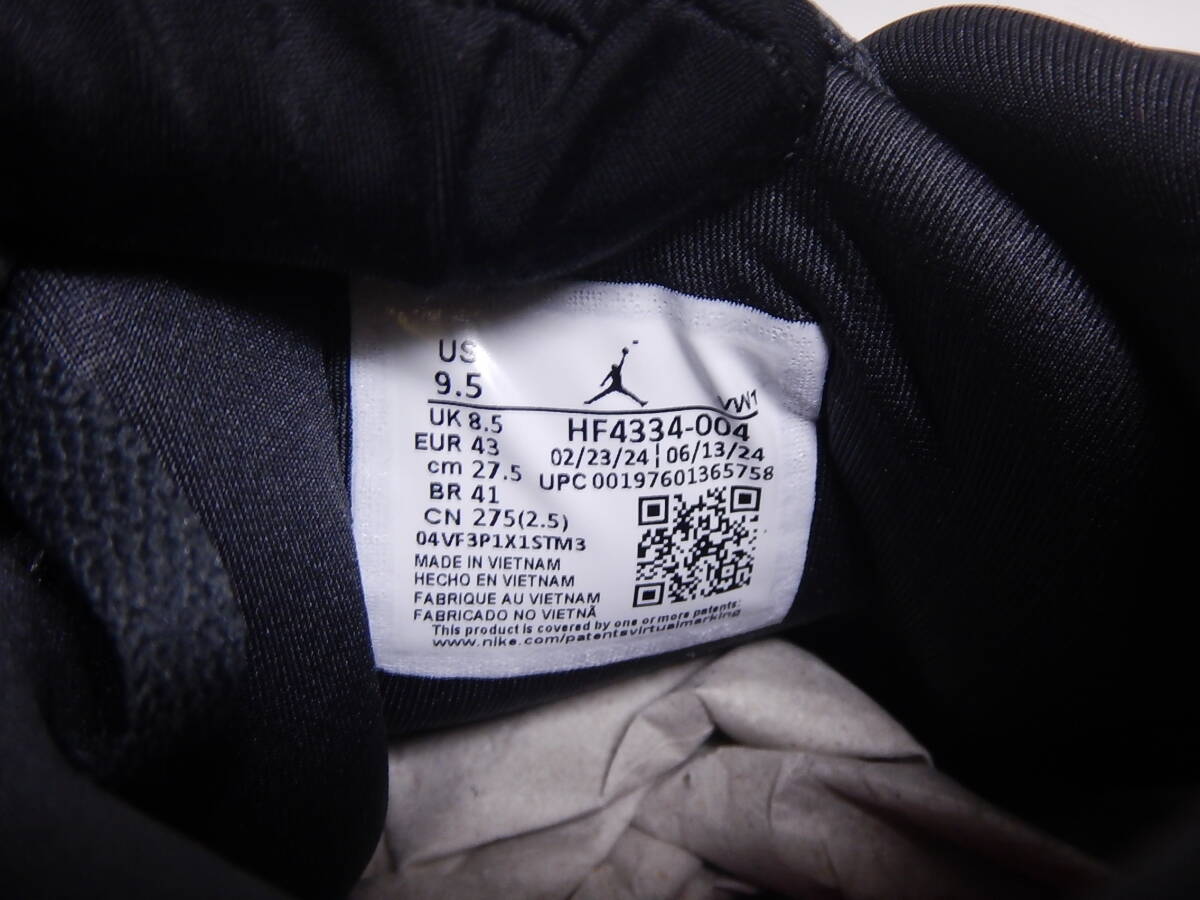 US
9.5
VW1
UK 8.5
HF4334-004
EUR 43
02/23/24 | 06/13/24
cm 27.5
UPC 00197601365758
BR 41
CN 275(2.5)
04VF3P1X1STM3
MADE IN VIETNAM
HECHO EN VIETNAM
FABRIQUE AU VIETNAM
FABRICADO NO VIETNÃ
This product is covered by one or more patents:
www.nike.com/patentsvirtualmarking